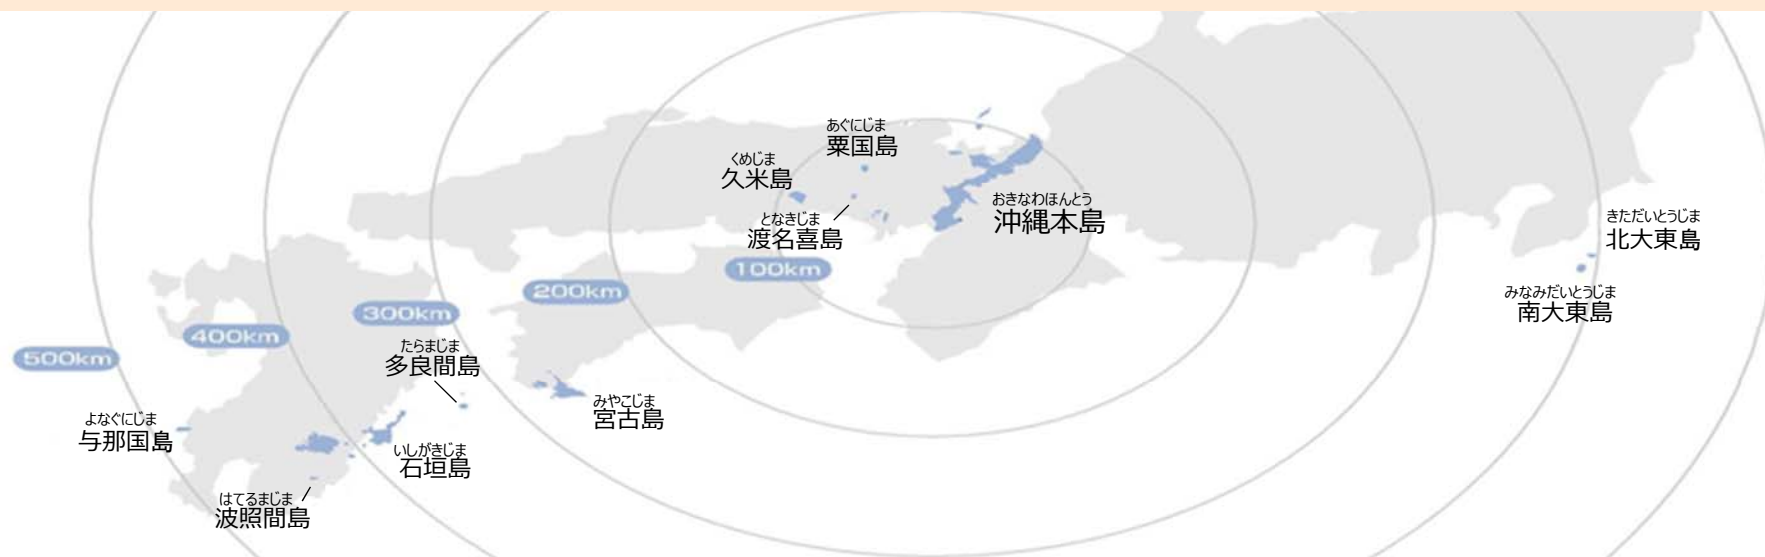 あぐにじま
粟国島
くめじま
久米島
おきなわほんとう
沖縄本島
となきじま
渡名喜島
きただいとうじま
北大東島
100km
200km
みなみだいとうじま
南大東島
300km
400km
500km
たらまじま
多良間島
みやこじま
宮古島
よなぐにじま
与那国島
いしがきじま
石垣島
はてるまじま
波照間島